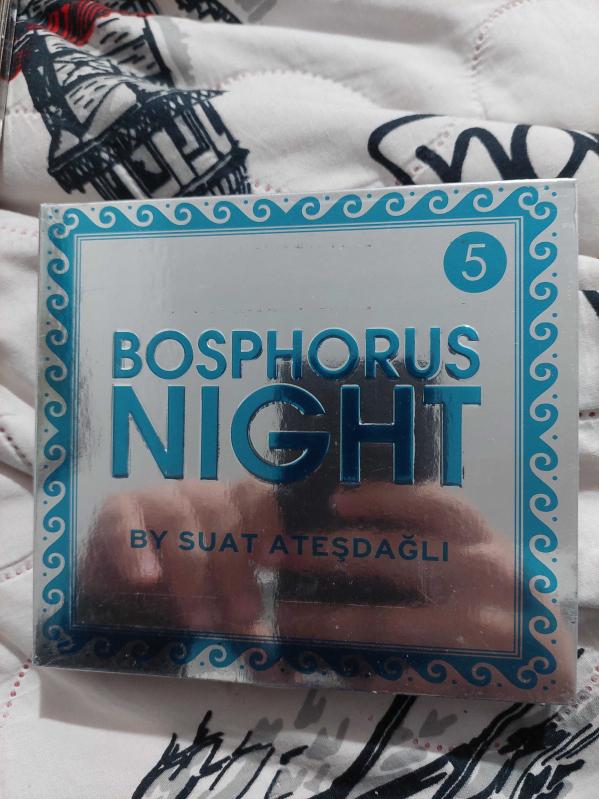 5
BOSPHORUS
NIGHT
BY SUAT ATEŞDAĞLI